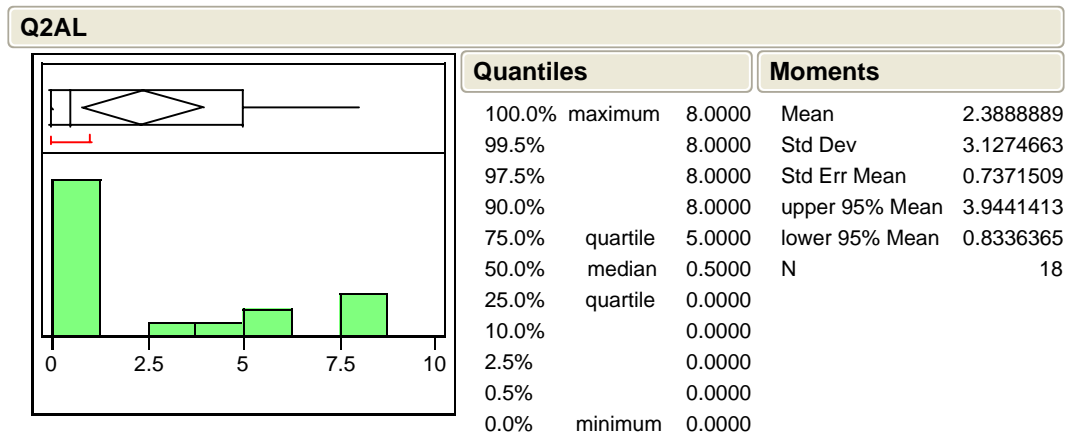 Q2AL
0 2.5 5 7.5 10
Quantiles
100.0% maximum 8.0000
99.5% 8.0000
97.5% 8.0000
90.0% 8.0000
75.0% quartile 5.0000
50.0% median 0.5000
25.0% quartile 0.0000
10.0% 0.0000
2.5% 0.0000
0.5% 0.0000
0.0% minimum 0.0000
Moments
Mean 2.3888889
Std Dev 3.1274663
Std Err Mean 0.7371509
upper 95% Mean 3.9441413
lower 95% Mean 0.8336365
N 18